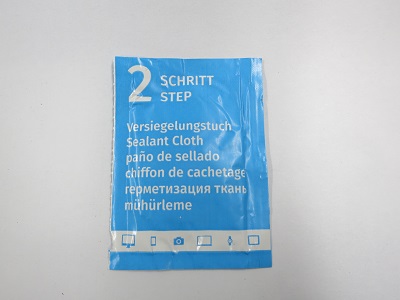 2 SCHRITT
STEP
Versiegelungstuch
Sealant Cloth
paño de sellado
chiffon de cachetage
герметизация ткань
mühürleme